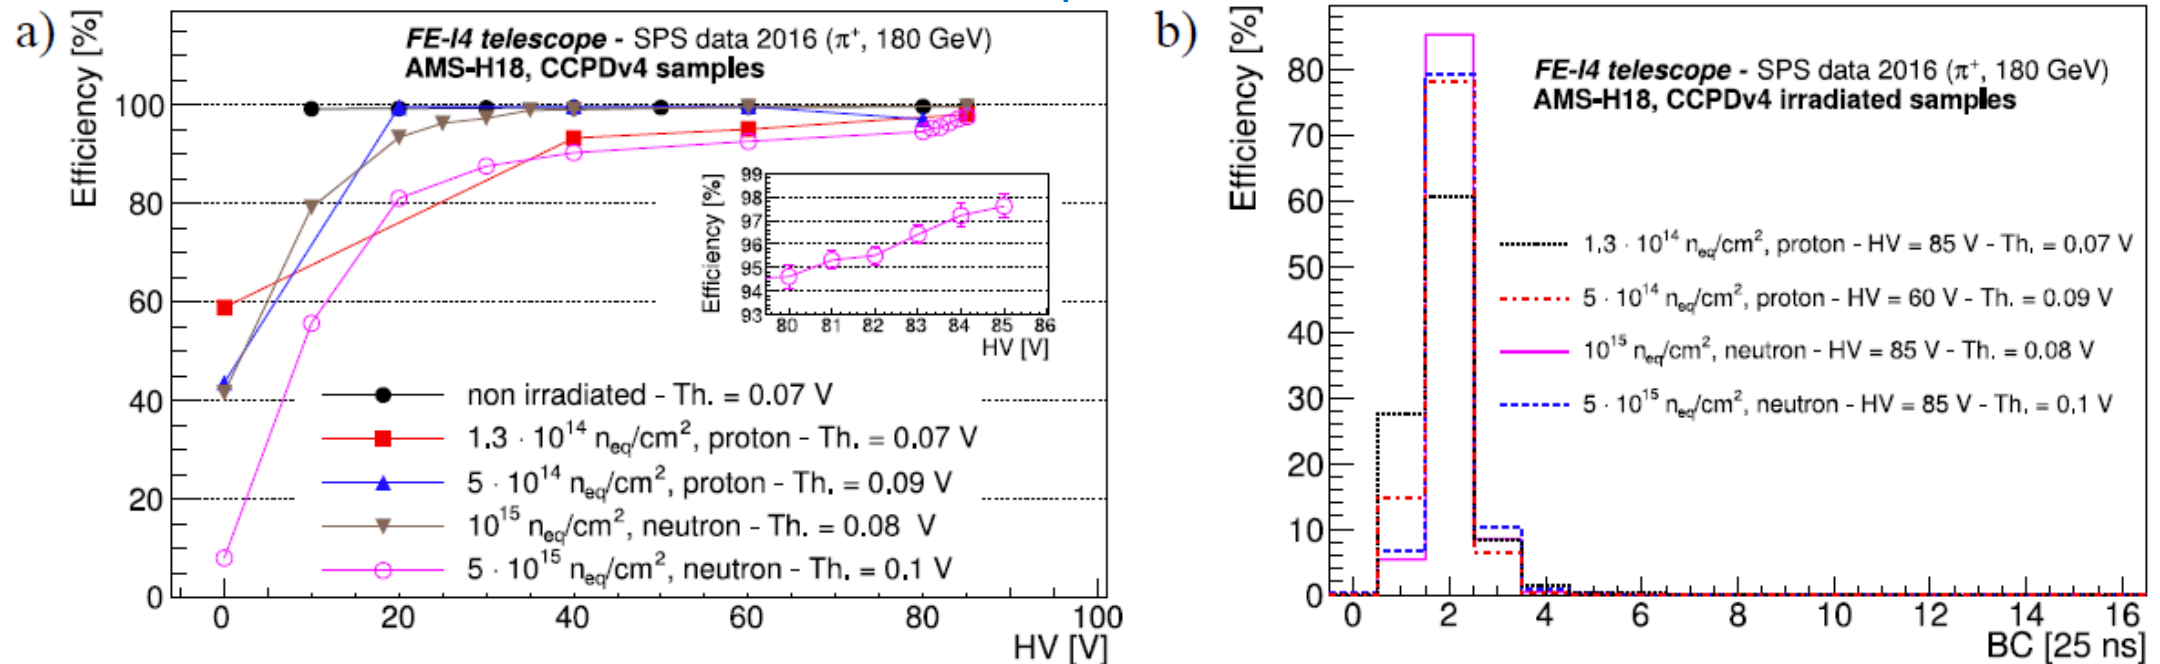 a)
FE-I4 telescope - SPS data 2016 (π⁺, 180 GeV)
AMS-H18, CCPDv4 samples
Efficiency [%]
100
80
60
40
20
0
0 20 40 60 80 100
HV [V]
Efficiency [%]
99
98
97
96
95
94
93
80 81 82 83 84 85 86
HV [V]
non irradiated - Th. = 0.07 V
1.3 · 10¹⁴ n_eq/cm², proton - Th. = 0.07 V
5 · 10¹⁴ n_eq/cm², proton - Th. = 0.09 V
10¹⁵ n_eq/cm², neutron - Th. = 0.08 V
5 · 10¹⁵ n_eq/cm², neutron - Th. = 0.1 V
b)
FE-I4 telescope - SPS data 2016 (π⁺, 180 GeV)
AMS-H18, CCPDv4 irradiated samples
Efficiency [%]
80
70
60
50
40
30
20
10
0
1.3 · 10¹⁴ n_eq/cm², proton - HV = 85 V - Th. = 0.07 V
5 · 10¹⁴ n_eq/cm², proton - HV = 60 V - Th. = 0.09 V
10¹⁵ n_eq/cm², neutron - HV = 85 V - Th. = 0.08 V
5 · 10¹⁵ n_eq/cm², neutron - HV = 85 V - Th. = 0.1 V
0 2 4 6 8 10 12 14 16
BC [25 ns]